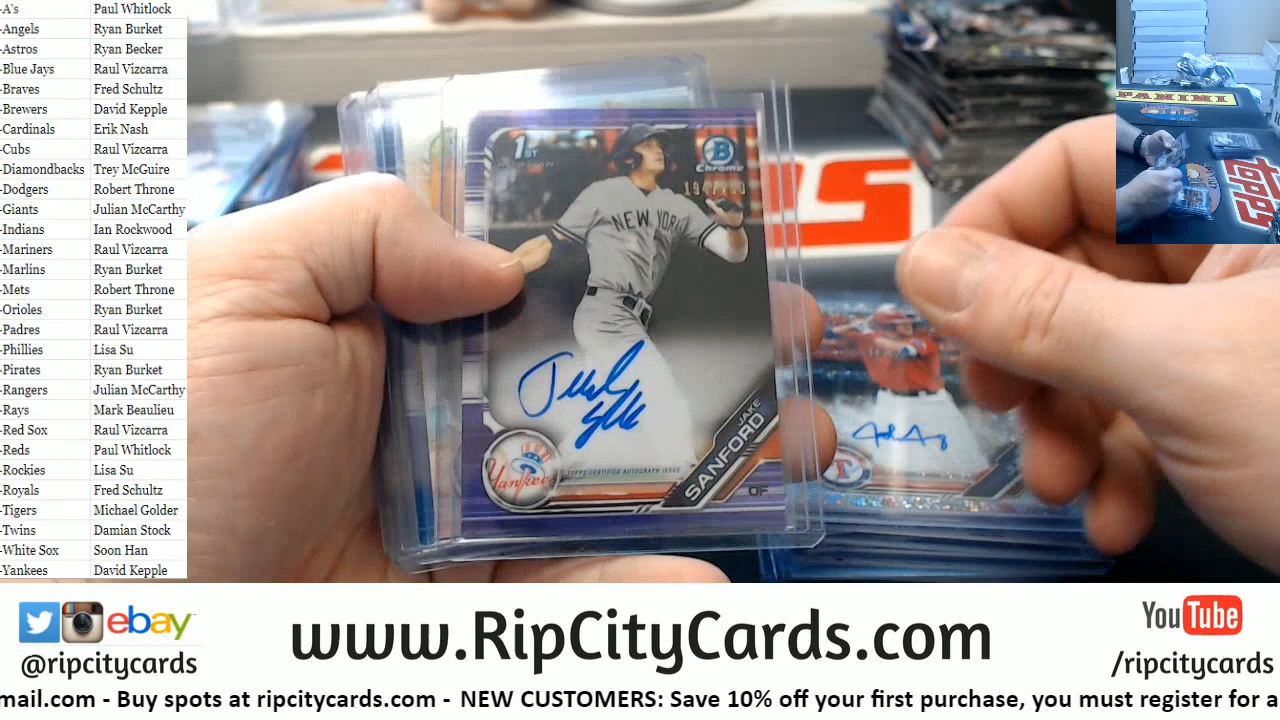 -A's Paul Whitlock
-Angels Ryan Burket
-Astros Ryan Becker
-Blue Jays Raul Vizcarra
-Braves Fred Schultz
-Brewers David Kepple
-Cardinals Erik Nash
-Cubs Raul Vizcarra
-Diamondbacks Trey McGuire
-Dodgers Robert Throne
-Giants Julian McCarthy
-Indians Ian Rockwood
-Mariners Raul Vizcarra
-Marlins Ryan Burket
-Mets Robert Throne
-Orioles Ryan Burket
-Padres Raul Vizcarra
-Phillies Lisa Su
-Pirates Ryan Burket
-Rangers Julian McCarthy
-Rays Mark Beaulieu
-Red Sox Raul Vizcarra
-Reds Paul Whitlock
-Rockies Lisa Su
-Royals Fred Schultz
-Tigers Michael Golder
-Twins Damian Stock
-White Sox Soon Han
-Yankees David Kepple
1ST
B
Chrome
NEW YORK
JAKE
SANFORD
OF
TOPPS CERTIFIED AUTOGRAPH ISSUE
Yankees
T
PANINI
TOPPS
ebay
@ripcitycards
www.RipCityCards.com
YouTube
/ripcitycards
mail.com - Buy spots at ripcitycards.com - NEW CUSTOMERS: Save 10% off your first purchase, you must register for a